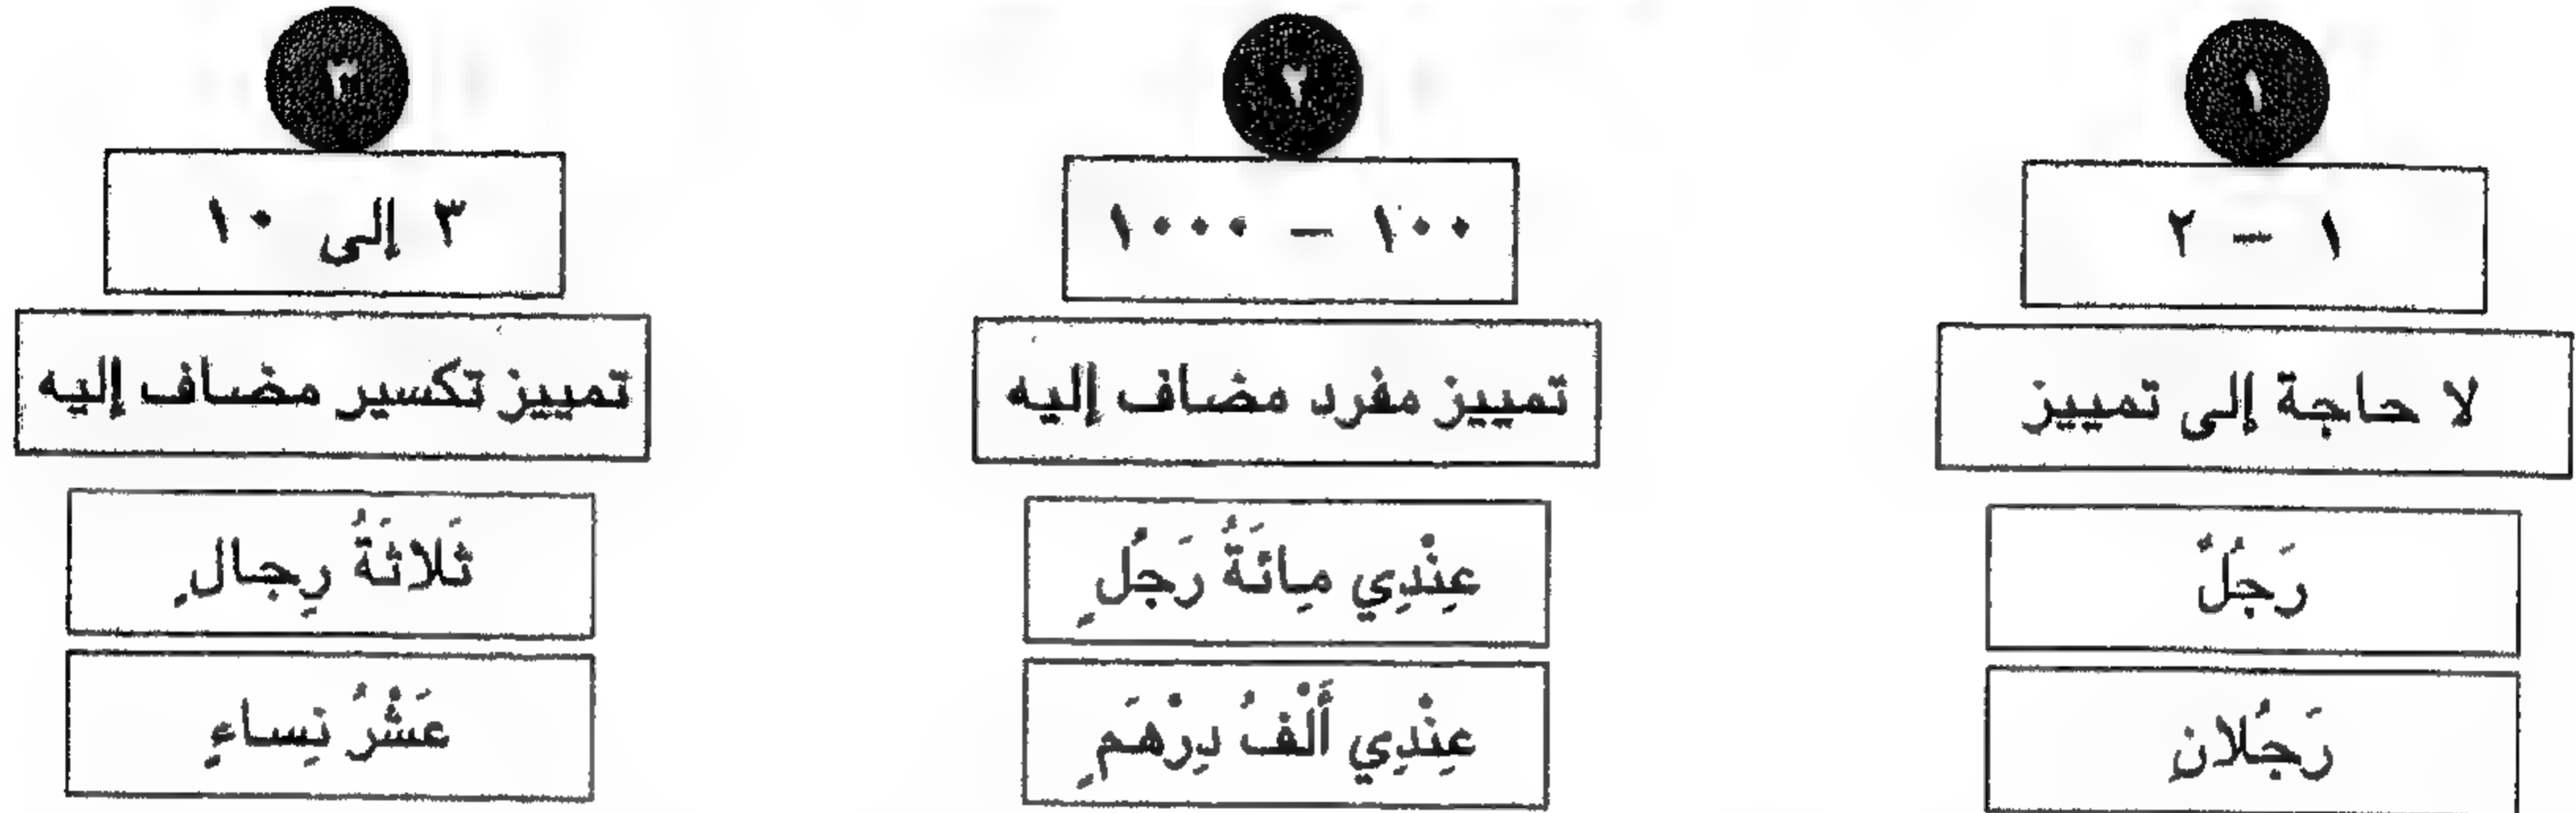 ١
١ – ٢
لا حاجة إلى تمييز
رَجُلٌ
رَجُلانِ
٢
١٠٠ – ١٠٠٠
تمييز مفرد مضاف إليه
عِنْدِي مِائَةُ رَجُلٍ
عِنْدِي أَلْفُ دِرْهَمٍ
٣
٣ إلى ١٠
تمييز تكسير مضاف إليه
ثَلاثَةُ رِجالٍ
عَشْرُ نِساءٍ